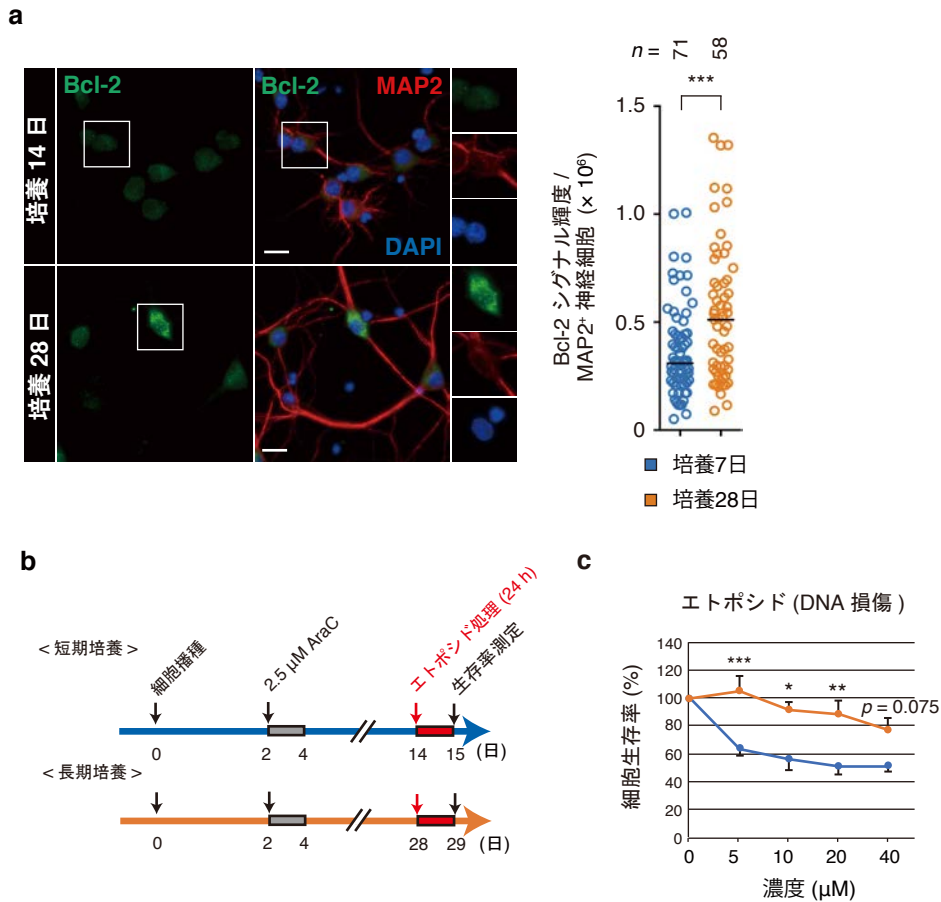 a
n = 71 58
***
Bcl-2
Bcl-2 MAP2
DAPI
培養 14 日
培養 28 日
Bcl-2 シグナル輝度 /
MAP2⁺ 神経細胞 (× 10⁶)
1.5
1.0
0.5
0
培養7日
培養28日
b
< 短期培養 >
細胞播種
2.5 μM AraC
エトポシド処理 (24 h)
生存率測定
0 2 4 14 15 (日)
< 長期培養 >
0 2 4 28 29 (日)
c
エトポシド (DNA 損傷 )
細胞生存率 (%)
140
120
100
80
60
40
20
0
***
*
**
p = 0.075
0 5 10 20 40
濃度 (μM)